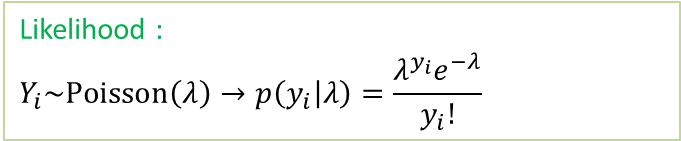 Likelihood：
Yᵢ~Poisson(λ) → p(yᵢ|λ) = λ^{yᵢ}e^{−λ} / yᵢ!